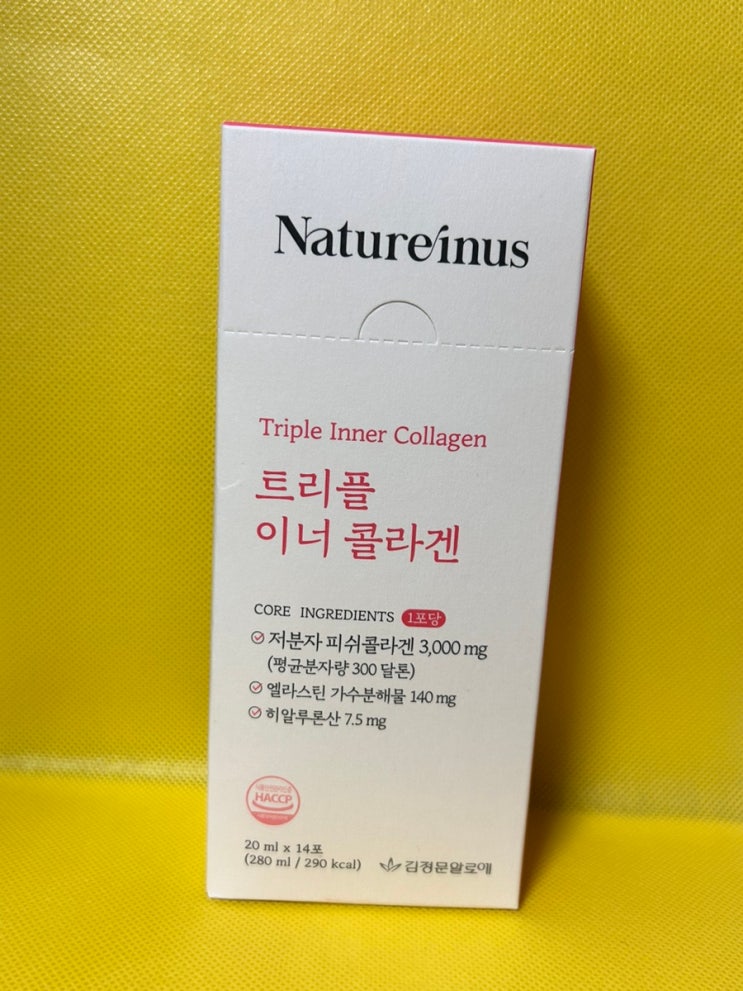 Nature/inus
Triple Inner Collagen
트리플
이너 콜라겐
CORE INGREDIENTS 1포당
저분자 피쉬콜라겐 3,000 mg
(평균분자량 300 달톤)
엘라스틴 가수분해물 140 mg
히알루론산 7.5 mg
HACCP
20 ml x 14포
(280 ml / 290 kcal)
김정문알로에